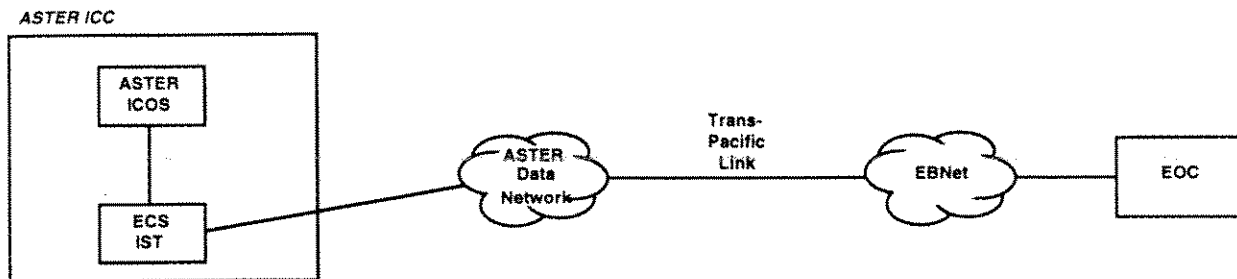 ASTER ICC
ASTER
ICOS
ECS
IST
ASTER
Data
Network
Trans-
Pacific
Link
EBNet
EOC